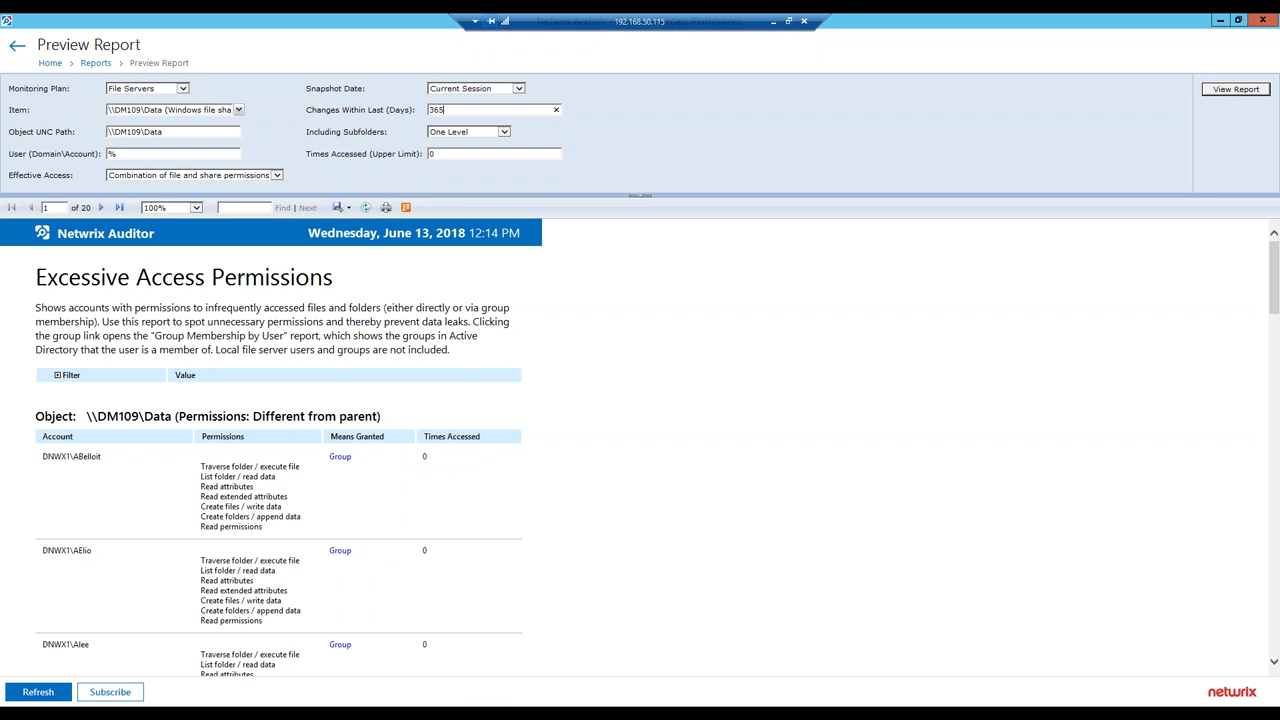 192.168.50.115
Preview Report
Home > Reports > Preview Report
Monitoring Plan: File Servers Snapshot Date: Current Session View Report
Item: \\DM109\Data (Windows file sha Changes Within Last (Days): 365
Object UNC Path: \\DM109\Data Including Subfolders: One Level
User (Domain\Account): % Times Accessed (Upper Limit): 0
Effective Access: Combination of file and share permissions
1 of 20 100% Find | Next
Netwrix Auditor Wednesday, June 13, 2018 12:14 PM
Excessive Access Permissions
Shows accounts with permissions to infrequently accessed files and folders (either directly or via group
membership). Use this report to spot unnecessary permissions and thereby prevent data leaks. Clicking
the group link opens the "Group Membership by User" report, which shows the groups in Active
Directory that the user is a member of. Local file server users and groups are not included.
Filter Value
Object: \\DM109\Data (Permissions: Different from parent)
Account Permissions Means Granted Times Accessed
DNWX1\ABelloit Group 0
Traverse folder / execute file
List folder / read data
Read attributes
Read extended attributes
Create files / write data
Create folders / append data
Read permissions
DNWX1\AElio Group 0
Traverse folder / execute file
List folder / read data
Read attributes
Read extended attributes
Create files / write data
Create folders / append data
Read permissions
DNWX1\Alee Group 0
Traverse folder / execute file
List folder / read data
Read attributes
Refresh Subscribe netwrix